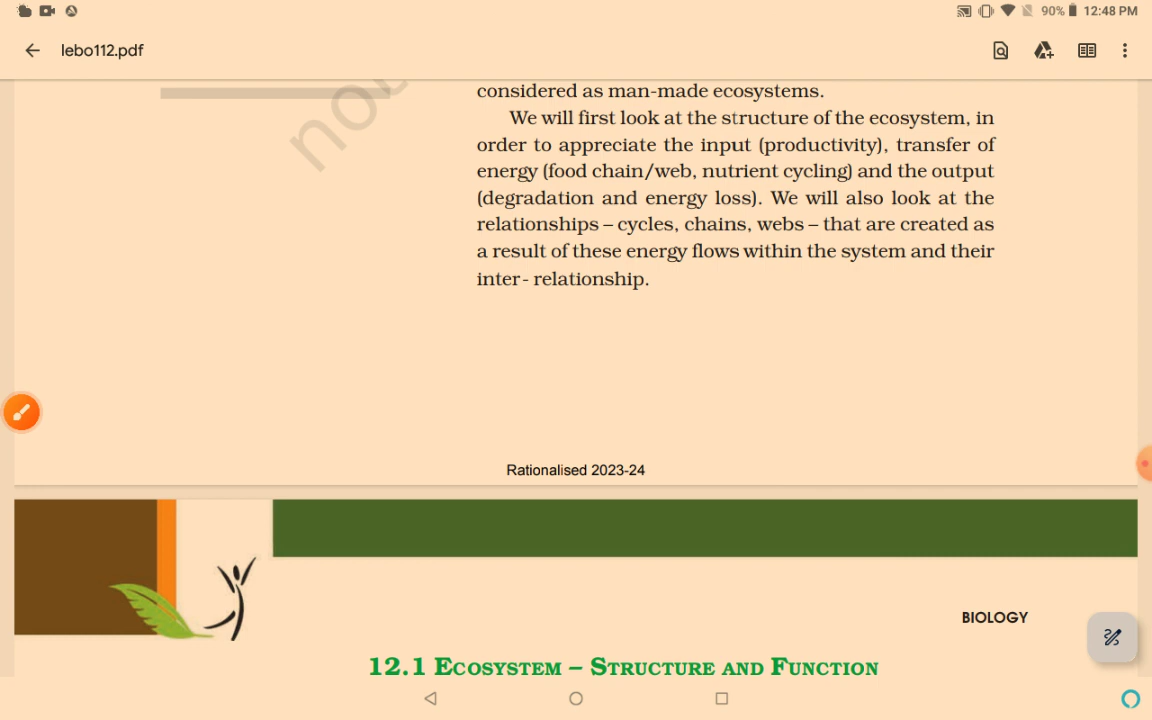 90% 12:48 PM
lebo112.pdf
not
considered as man-made ecosystems.
We will first look at the structure of the ecosystem, in
order to appreciate the input (productivity), transfer of
energy (food chain/web, nutrient cycling) and the output
(degradation and energy loss). We will also look at the
relationships – cycles, chains, webs – that are created as
a result of these energy flows within the system and their
inter- relationship.
Rationalised 2023-24
BIOLOGY
12.1 ECOSYSTEM – STRUCTURE AND FUNCTION